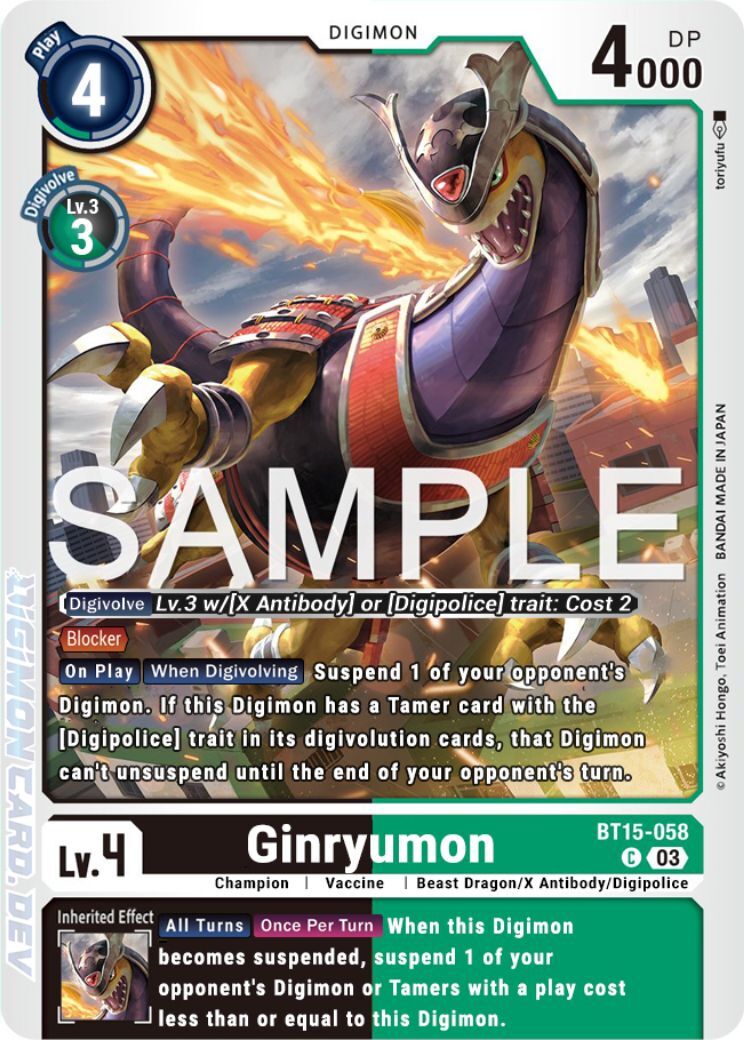 DIGIMON
Play
4
DP
4000
toriyufu
Digivolve
Lv.3
3
SAMPLE
Digivolve Lv.3 w/[X Antibody] or [Digipolice] trait: Cost 2
Blocker
On Play When Digivolving Suspend 1 of your opponent's
Digimon. If this Digimon has a Tamer card with the
[Digipolice] trait in its digivolution cards, that Digimon
can't unsuspend until the end of your opponent's turn.
© Akiyoshi Hongo, Toei Animation BANDAI MADE IN JAPAN
DIGIMONCARD.DEV
Lv.4
Ginryumon
BT15-058
C 03
Champion | Vaccine | Beast Dragon/X Antibody/Digipolice
Inherited Effect
All Turns Once Per Turn When this Digimon
becomes suspended, suspend 1 of your
opponent's Digimon or Tamers with a play cost
less than or equal to this Digimon.